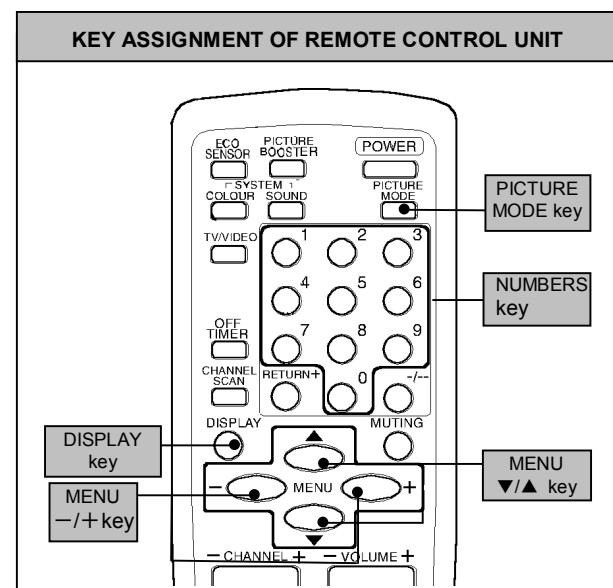 KEY ASSIGNMENT OF REMOTE CONTROL UNIT
ECO
SENSOR
PICTURE
BOOSTER
POWER
SYSTEM
COLOUR
SOUND
PICTURE
MODE
PICTURE
MODE key
TV/VIDEO
1
2
3
4
5
6
NUMBERS
key
OFF
TIMER
7
8
9
CHANNEL
SCAN
RETURN+
0
-/--
DISPLAY
MUTING
▲
DISPLAY
key
MENU
▼/▲ key
MENU
－/＋key
－ MENU ＋
▼
－ CHANNEL ＋
－ VOLUME ＋